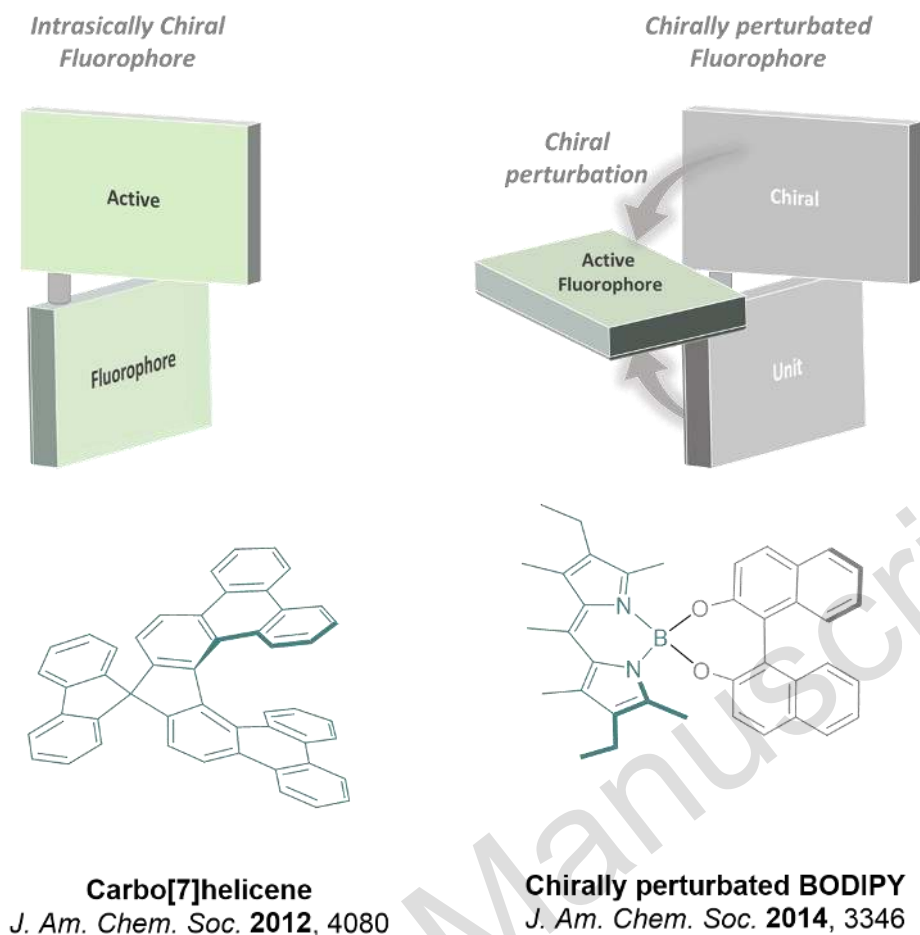 Intrasically Chiral
Fluorophore
Chirally perturbated
Fluorophore
Chiral
perturbation
Active
Fluorophore
Active
Fluorophore
Chiral
Unit
N
B
N
O
O
Carbo[7]helicene
J. Am. Chem. Soc. 2012, 4080
Chirally perturbated BODIPY
J. Am. Chem. Soc. 2014, 3346
Manuscri